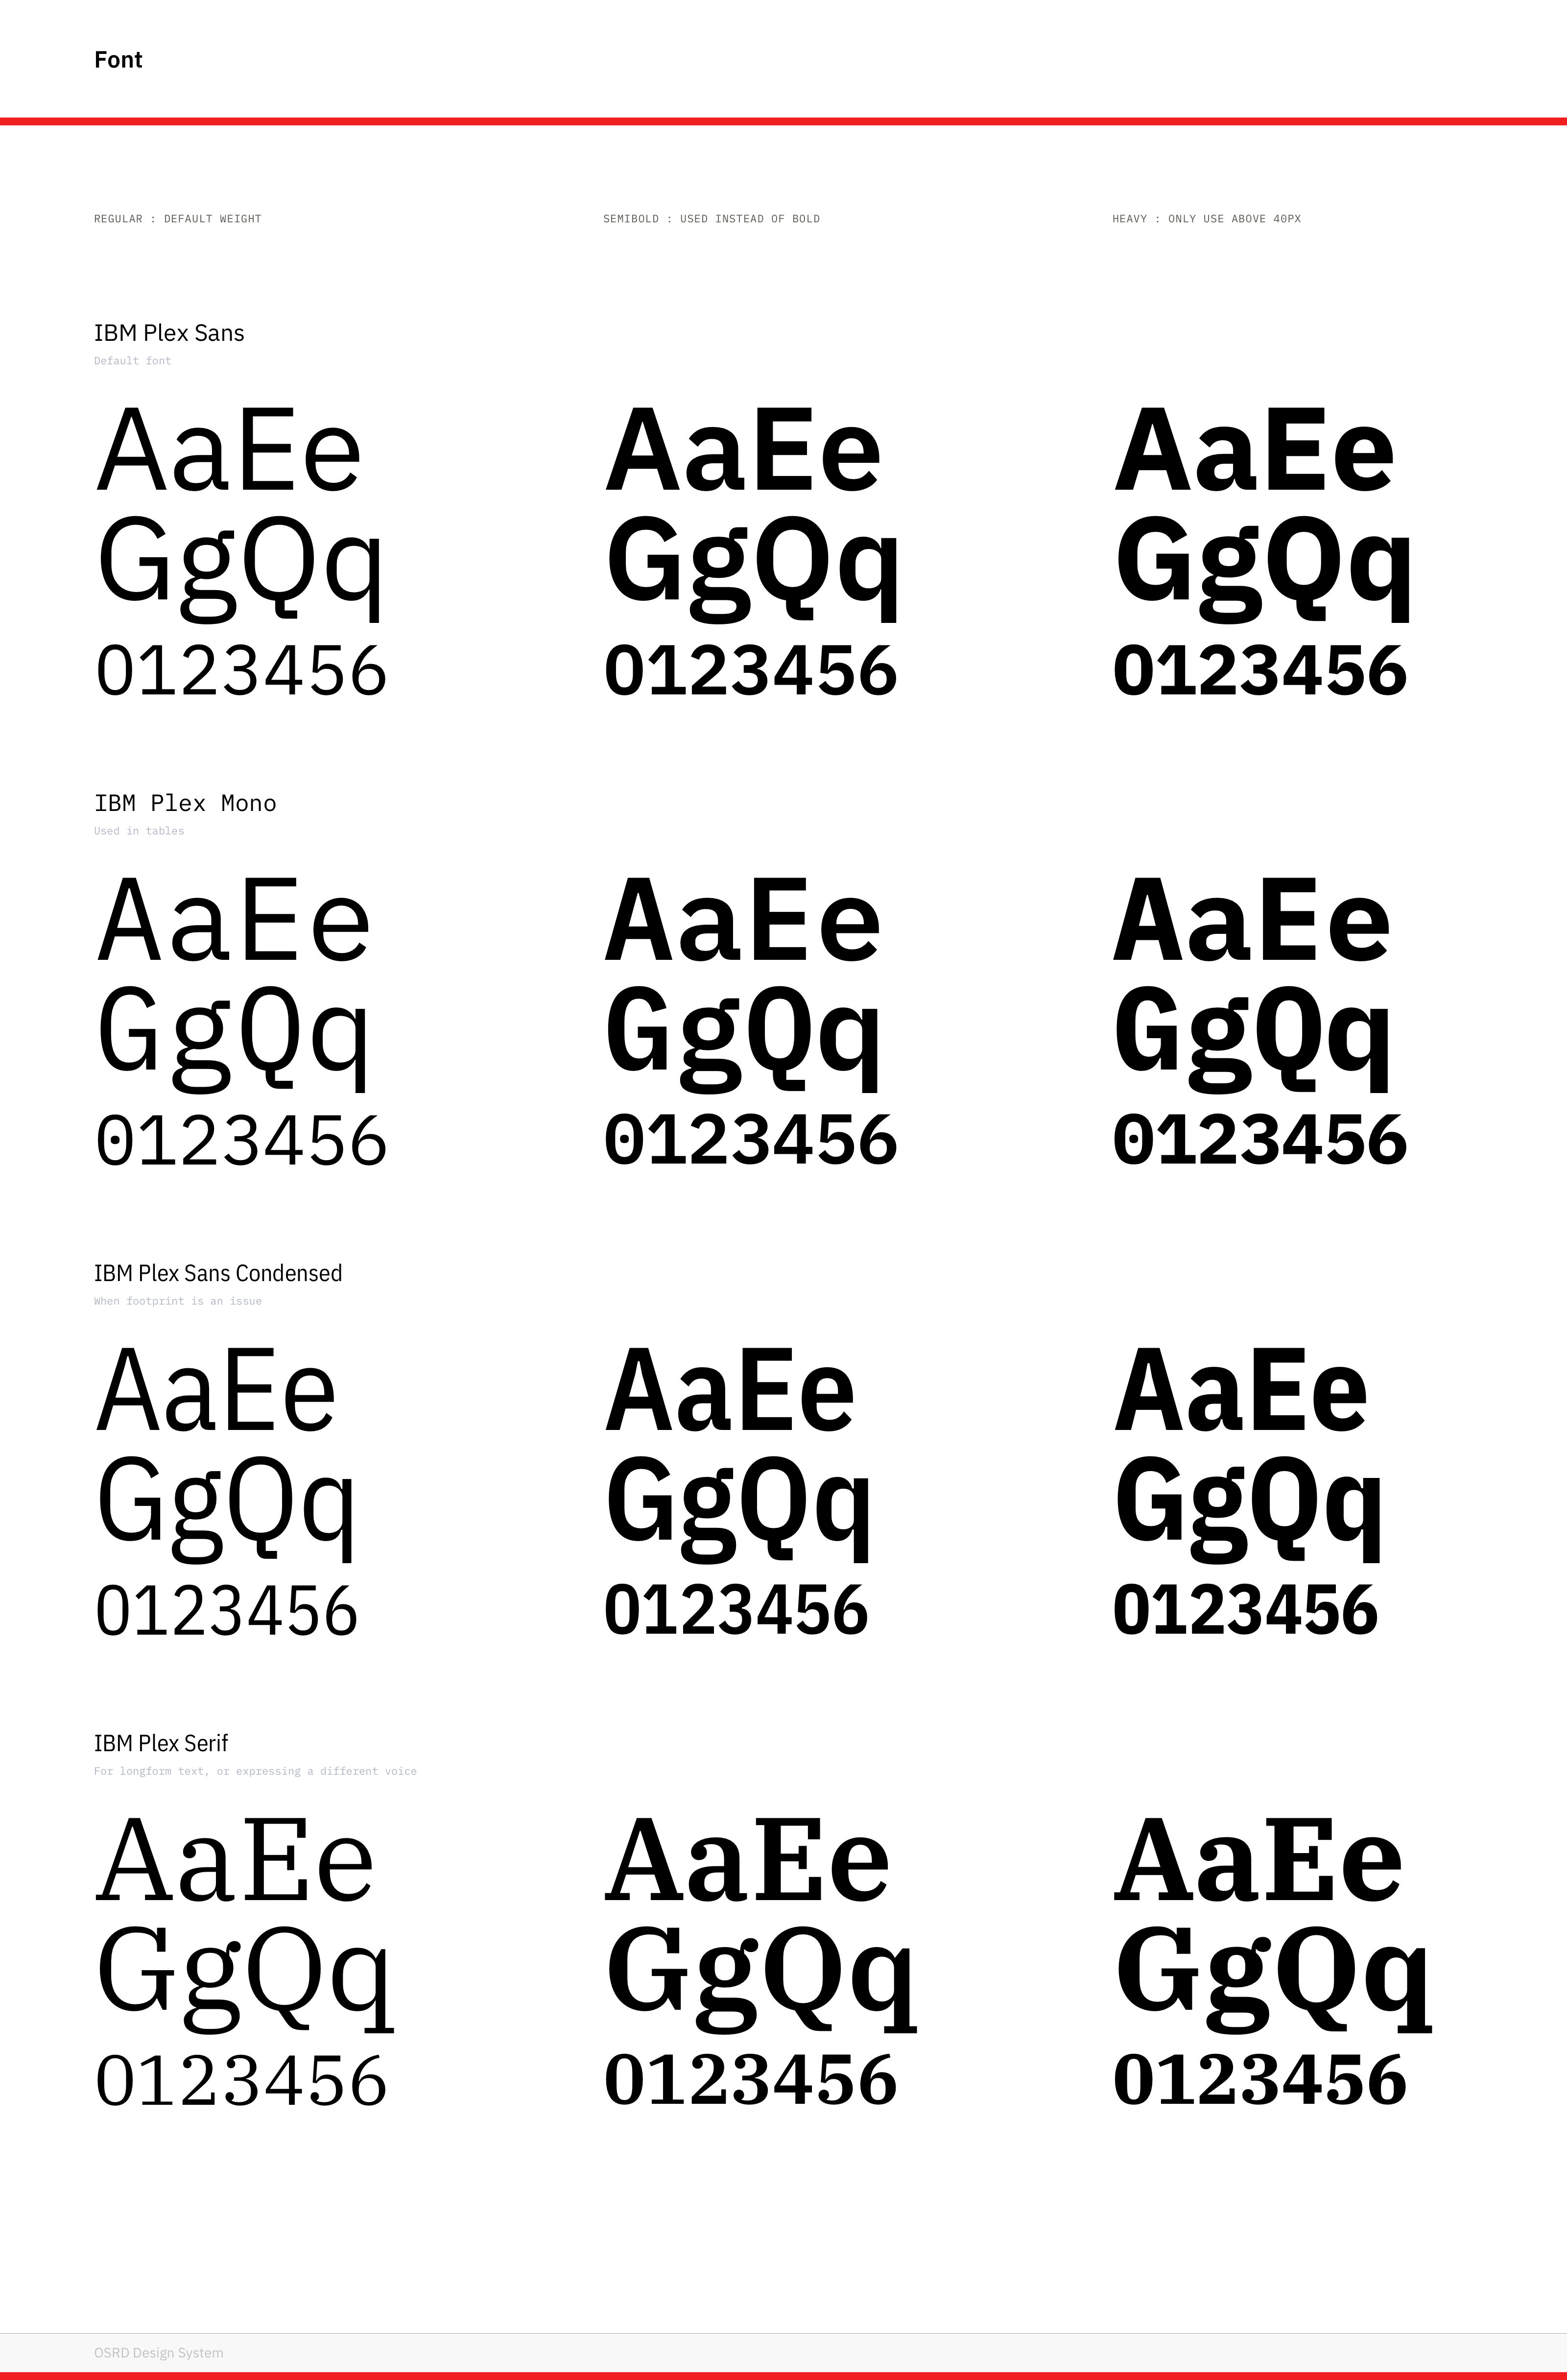 Font
REGULAR : DEFAULT WEIGHT
SEMIBOLD : USED INSTEAD OF BOLD
HEAVY : ONLY USE ABOVE 40PX
IBM Plex Sans
Default font
AaEe
GgQq
0123456
AaEe
GgQq
0123456
AaEe
GgQq
0123456
IBM Plex Mono
Used in tables
AaEe
GgQq
0123456
AaEe
GgQq
0123456
AaEe
GgQq
0123456
IBM Plex Sans Condensed
When footprint is an issue
AaEe
GgQq
0123456
AaEe
GgQq
0123456
AaEe
GgQq
0123456
IBM Plex Serif
For longform text, or expressing a different voice
AaEe
GgQq
0123456
AaEe
GgQq
0123456
AaEe
GgQq
0123456
OSRD Design System